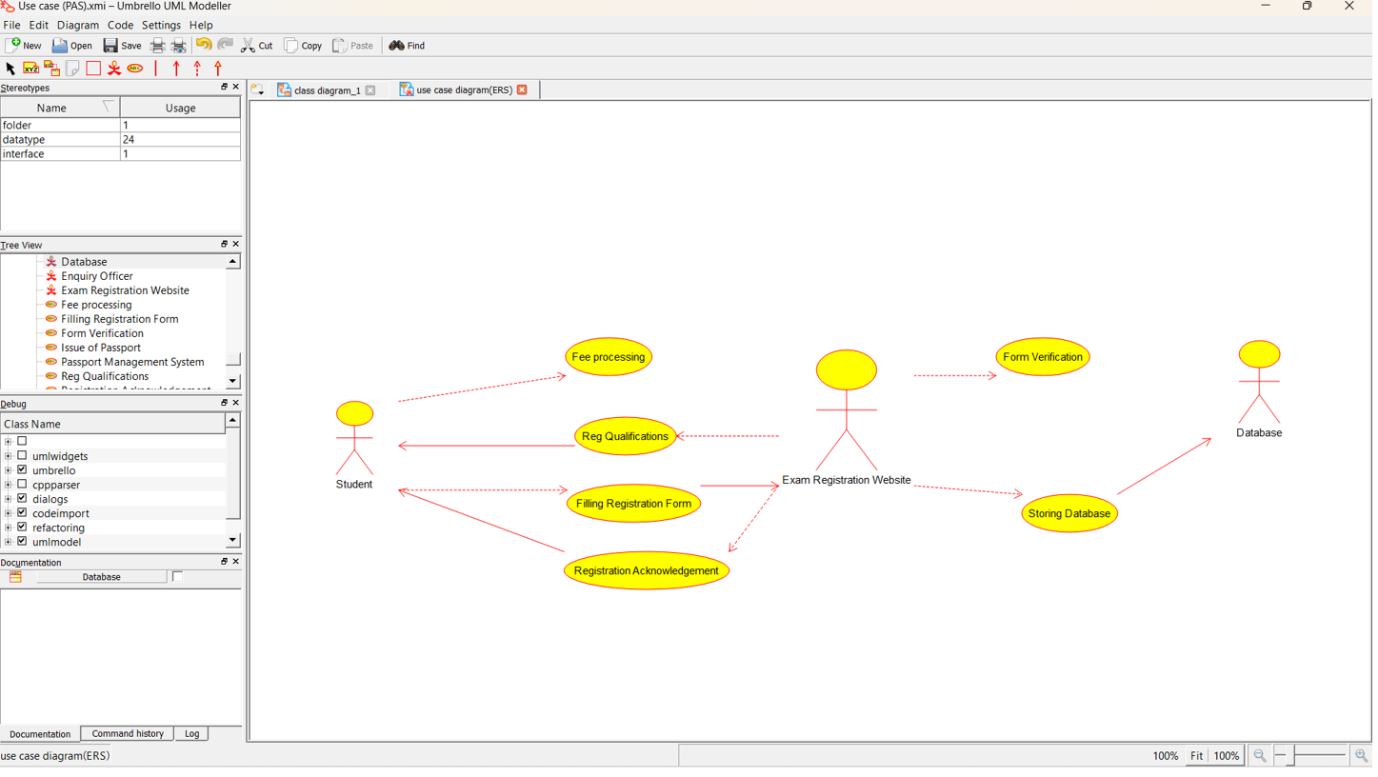 Use case (PAS).xmi – Umbrello UML Modeller
File Edit Diagram Code Settings Help
New Open Save Cut Copy Paste Find
Stereotypes
Name Usage
folder 1
datatype 24
interface 1
Tree View
Database
Enquiry Officer
Exam Registration Website
Fee processing
Filling Registration Form
Form Verification
Issue of Passport
Passport Management System
Reg Qualifications
Debug
Class Name
umlwidgets
umbrello
cppparser
dialogs
codeimport
refactoring
umlmodel
Documentation
Database
Documentation Command history Log
class diagram_1 use case diagram(ERS)
Fee processing
Form Verification
Reg Qualifications
Database
Student
Exam Registration Website
Filling Registration Form
Storing Database
Registration Acknowledgement
use case diagram(ERS)
100% Fit 100%